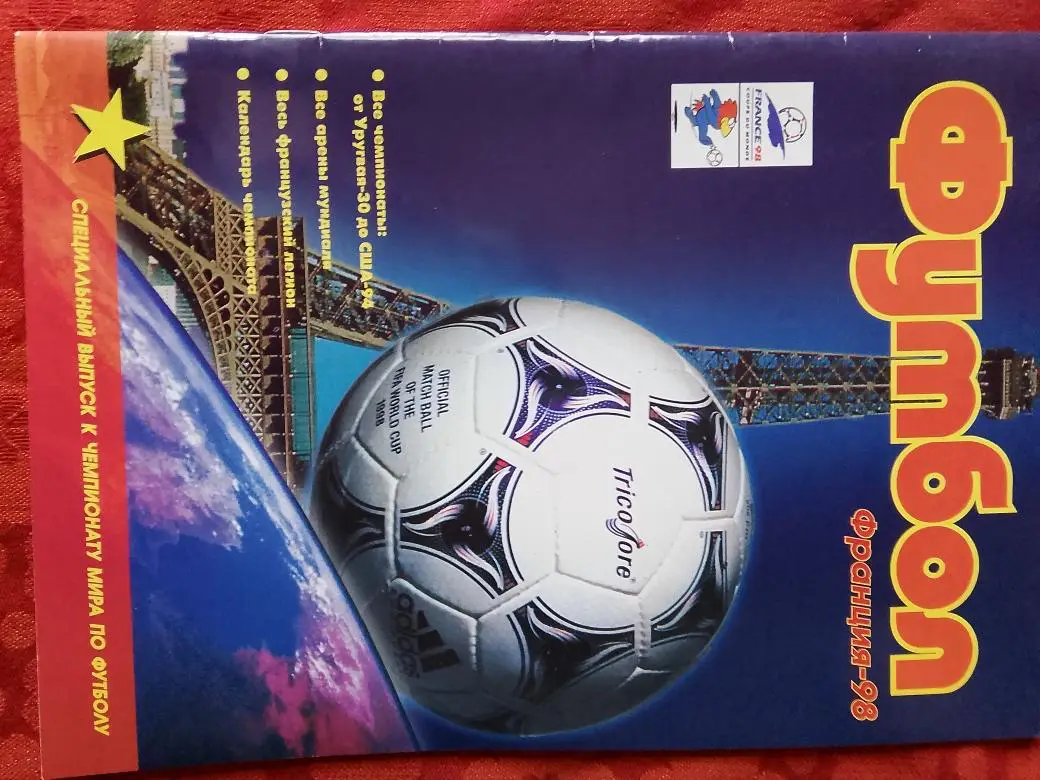 Футбол
Франция-98
FRANCE 98
COUPE DU MONDE
● Все чемпионаты:
от Уругвая-30 до США-94
● Все арены мундиаля
● Весь французский легион
● Календарь чемпионата
Tricolore
OFFICIAL
MATCH BALL
OF THE
FIFA WORLD CUP
1998
adidas
СПЕЦИАЛЬНЫЙ ВЫПУСК К ЧЕМПИОНАТУ МИРА ПО ФУТБОЛУ